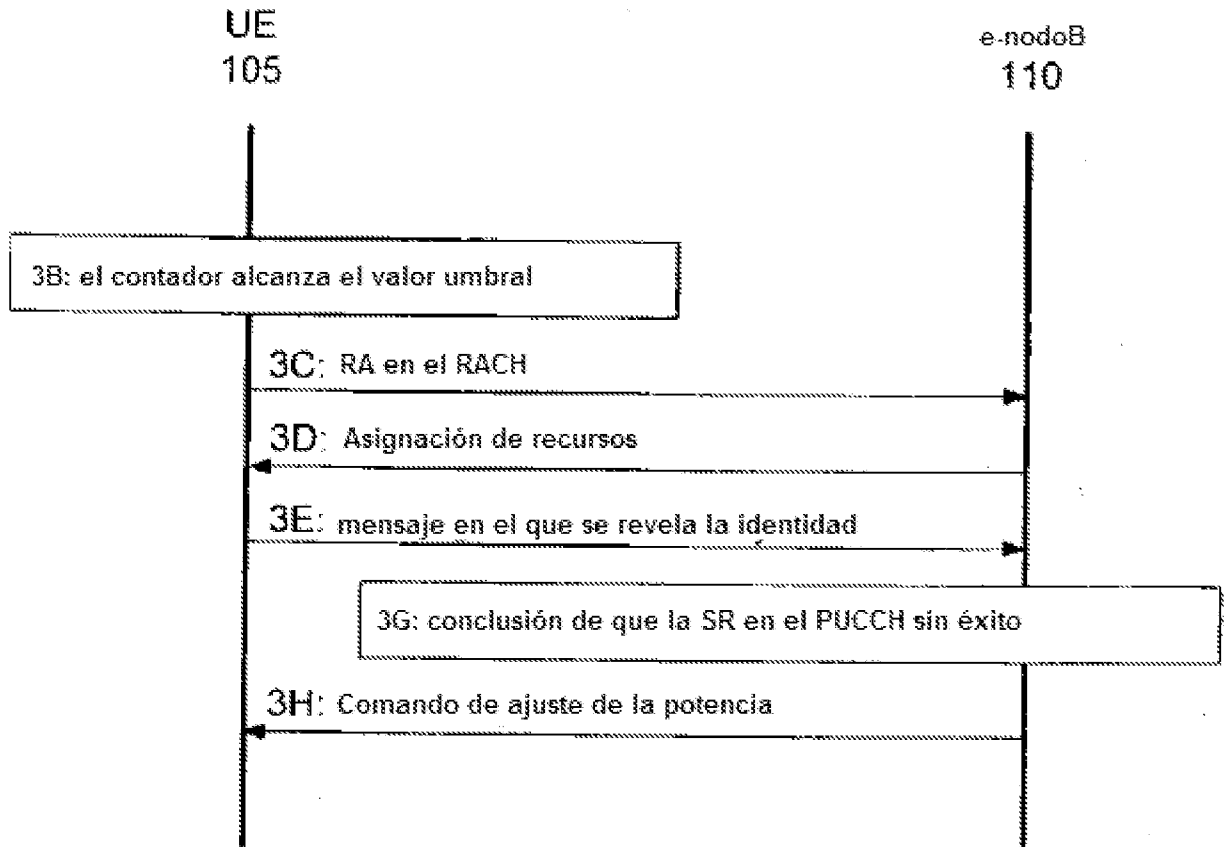 UE
105
e-nodoB
110
3B: el contador alcanza el valor umbral
3C: RA en el RACH
3D: Asignación de recursos
3E: mensaje en el que se revela la identidad
3G: conclusión de que la SR en el PUCCH sin éxito
3H: Comando de ajuste de la potencia